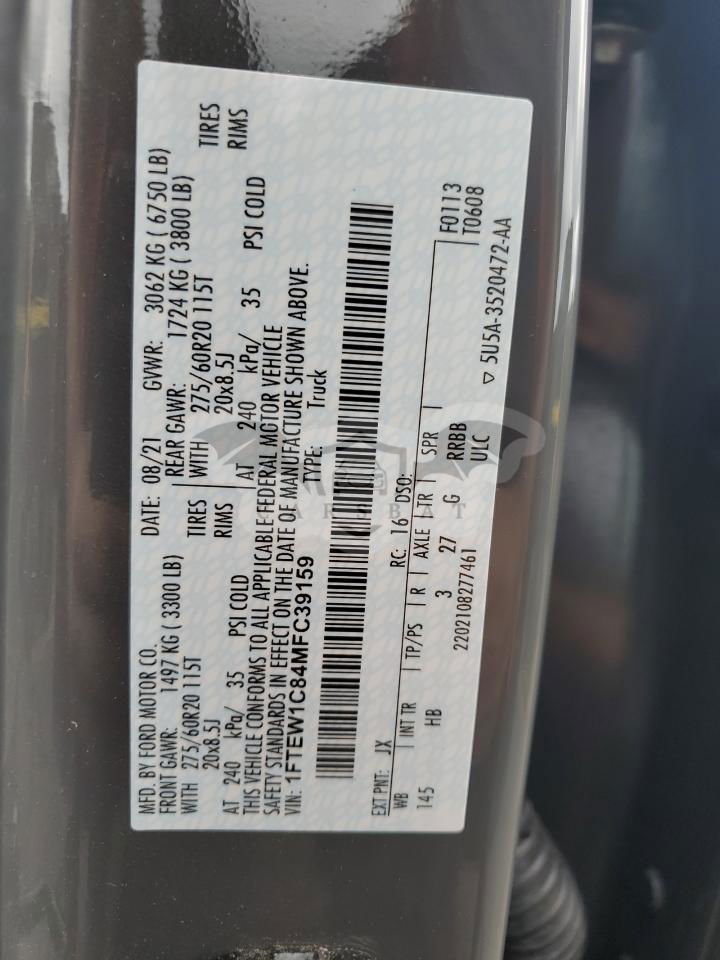 MFD. BY FORD MOTOR CO. DATE: 08/21 GVWR: 3062 KG ( 6750 LB)
FRONT GAWR: 1497 KG ( 3300 LB) REAR GAWR: 1724 KG ( 3800 LB)
WITH 275/60R20 115T TIRES WITH 275/60R20 115T TIRES
20x8.5J RIMS 20x8.5J RIMS
AT 240 kPa/ 35 PSI COLD AT 240 kPa/ 35 PSI COLD
THIS VEHICLE CONFORMS TO ALL APPLICABLE FEDERAL MOTOR VEHICLE
SAFETY STANDARDS IN EFFECT ON THE DATE OF MANUFACTURE SHOWN ABOVE.
VIN: 1FTEW1C84MFC39159 TYPE: Truck
EXT PNT: JX RC: 16 DSO:
WB INT TR TP/PS R AXLE TR SPR F0113
145 HB 3 27 G RRBB T0608
2202108277461 ULC
▽ 5U5A-3520472-AA
CARSBAT